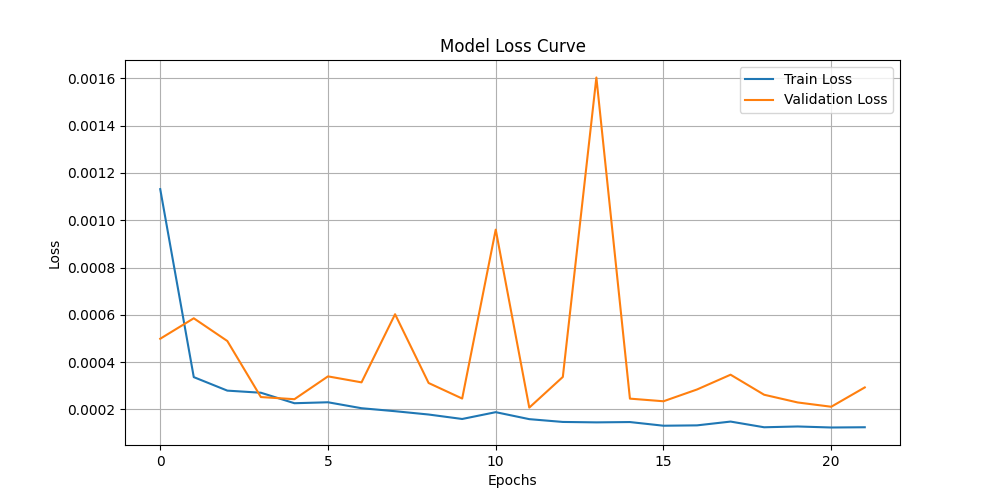 Model Loss Curve
Train Loss
Validation Loss
0.0016
0.0014
0.0012
0.0010
0.0008
0.0006
0.0004
0.0002
Loss
0 5 10 15 20
Epochs